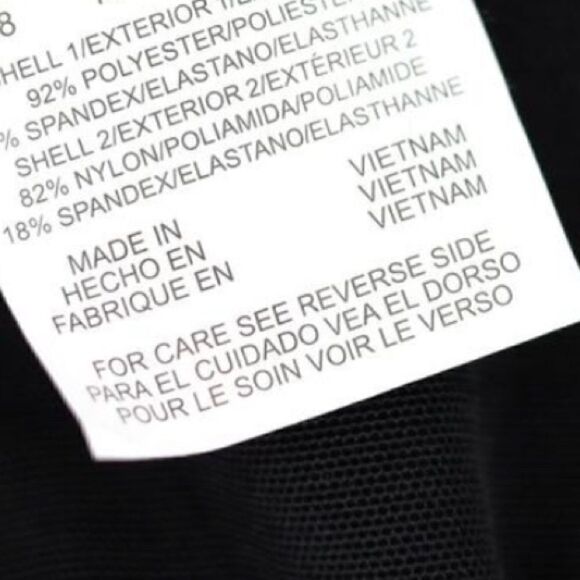 8
SHELL 1/EXTERIOR
92% POLYESTER/POLIESTER
% SPANDEX/ELASTANO/ELASTHANNE
SHELL 2/EXTERIOR 2/EXTÉRIEUR 2
82% NYLON/POLIAMIDA/POLIAMIDE
18% SPANDEX/ELASTANO/ELASTHANNE
MADE IN VIETNAM
HECHO EN VIETNAM
FABRIQUE EN VIETNAM
FOR CARE SEE REVERSE SIDE
PARA EL CUIDADO VEA EL DORSO
POUR LE SOIN VOIR LE VERSO